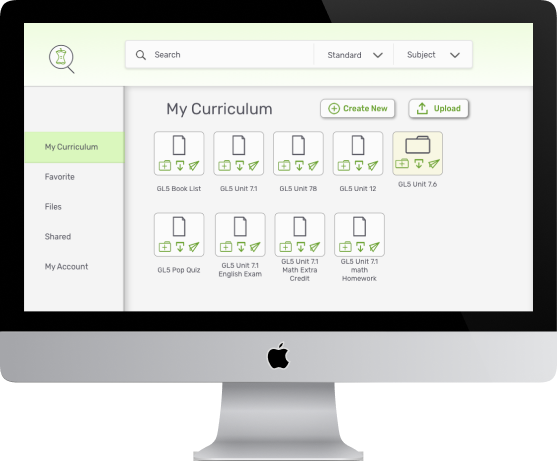 Search
Standard
Subject
My Curriculum
Create New
Upload
My Curriculum
Favorite
Files
Shared
My Account
GL5 Book List
GL5 Unit 7.1
GL5 Unit 78
GL5 Unit 12
GL5 Unit 7.6
GL5 Pop Quiz
GL5 Unit 7.1
English Exam
GL5 Unit 7.1
Math Extra
Credit
GL5 Unit 7.1
math
Homework